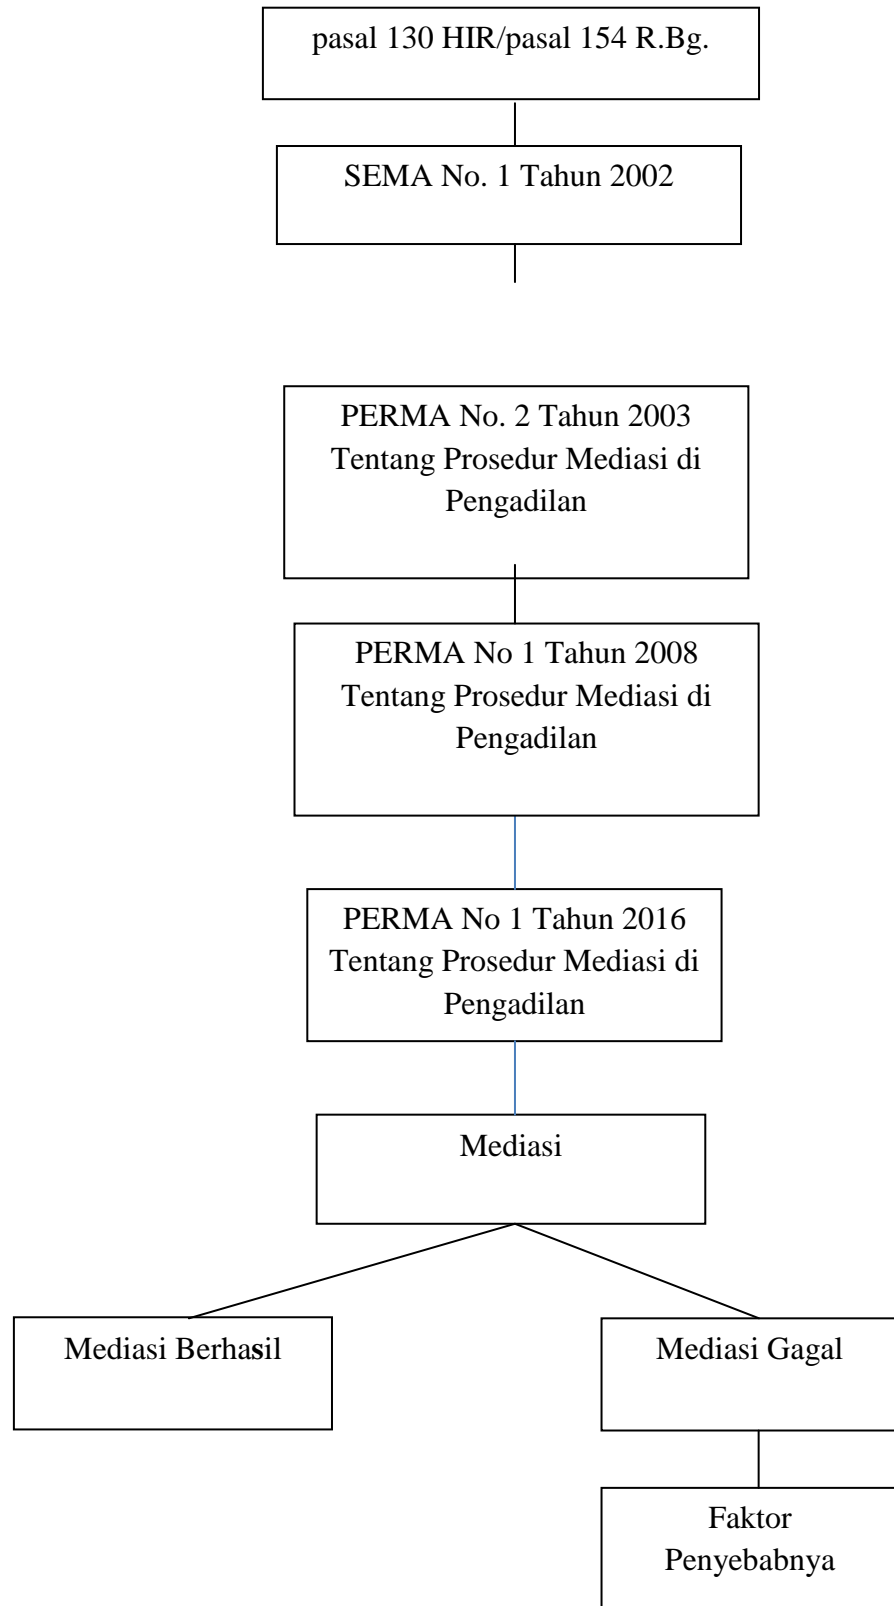 pasal 130 HIR/pasal 154 R.Bg.
SEMA No. 1 Tahun 2002
PERMA No. 2 Tahun 2003
Tentang Prosedur Mediasi di
Pengadilan
PERMA No 1 Tahun 2008
Tentang Prosedur Mediasi di
Pengadilan
PERMA No 1 Tahun 2016
Tentang Prosedur Mediasi di
Pengadilan
Mediasi
Mediasi Berhasil
Mediasi Gagal
Faktor
Penyebabnya